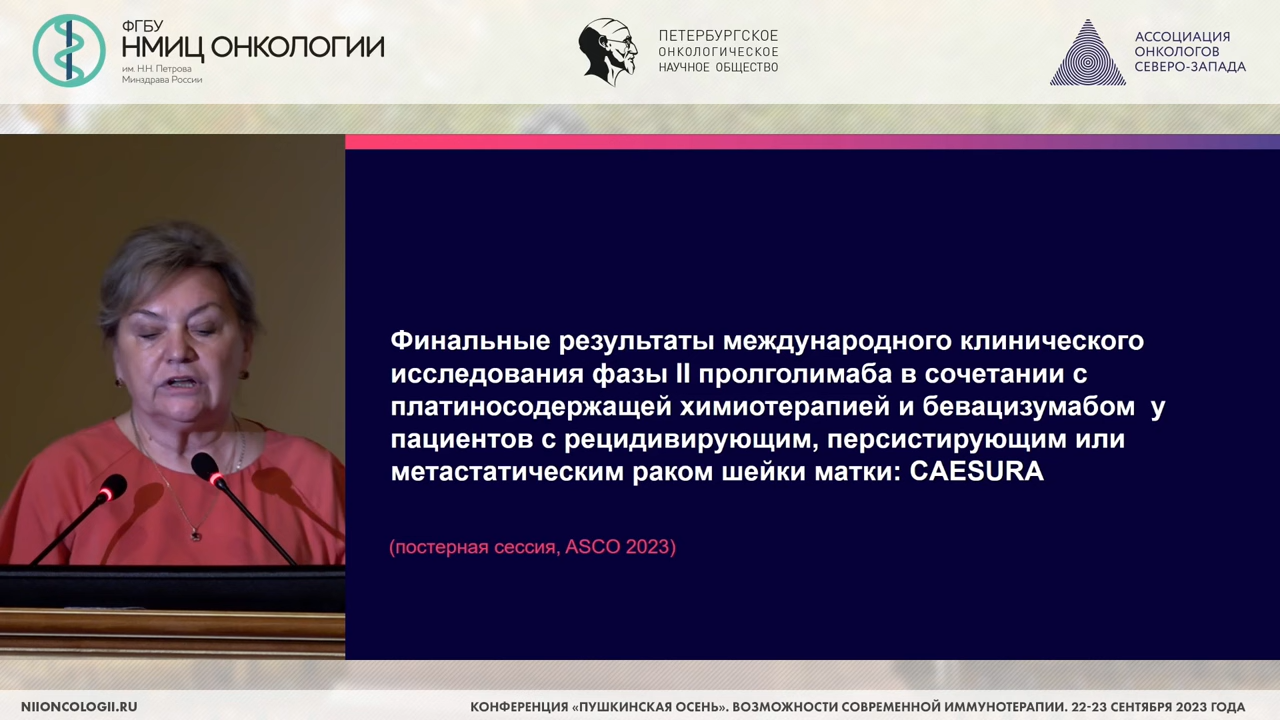 ФГБУ
НМИЦ ОНКОЛОГИИ
им. Н.Н. Петрова
Минздрава России
ПЕТЕРБУРГСКОЕ
ОНКОЛОГИЧЕСКОЕ
НАУЧНОЕ ОБЩЕСТВО
АССОЦИАЦИЯ
ОНКОЛОГОВ
СЕВЕРО-ЗАПАДА
Финальные результаты международного клинического
исследования фазы II пролголимаба в сочетании с
платиносодержащей химиотерапией и бевацизумабом у
пациентов с рецидивирующим, персистирующим или
метастатическим раком шейки матки: CAESURA
(постерная сессия, ASCO 2023)
NIIONCOLOGII.RU
КОНФЕРЕНЦИЯ «ПУШКИНСКАЯ ОСЕНЬ». ВОЗМОЖНОСТИ СОВРЕМЕННОЙ ИММУНОТЕРАПИИ. 22-23 СЕНТЯБРЯ 2023 ГОДА